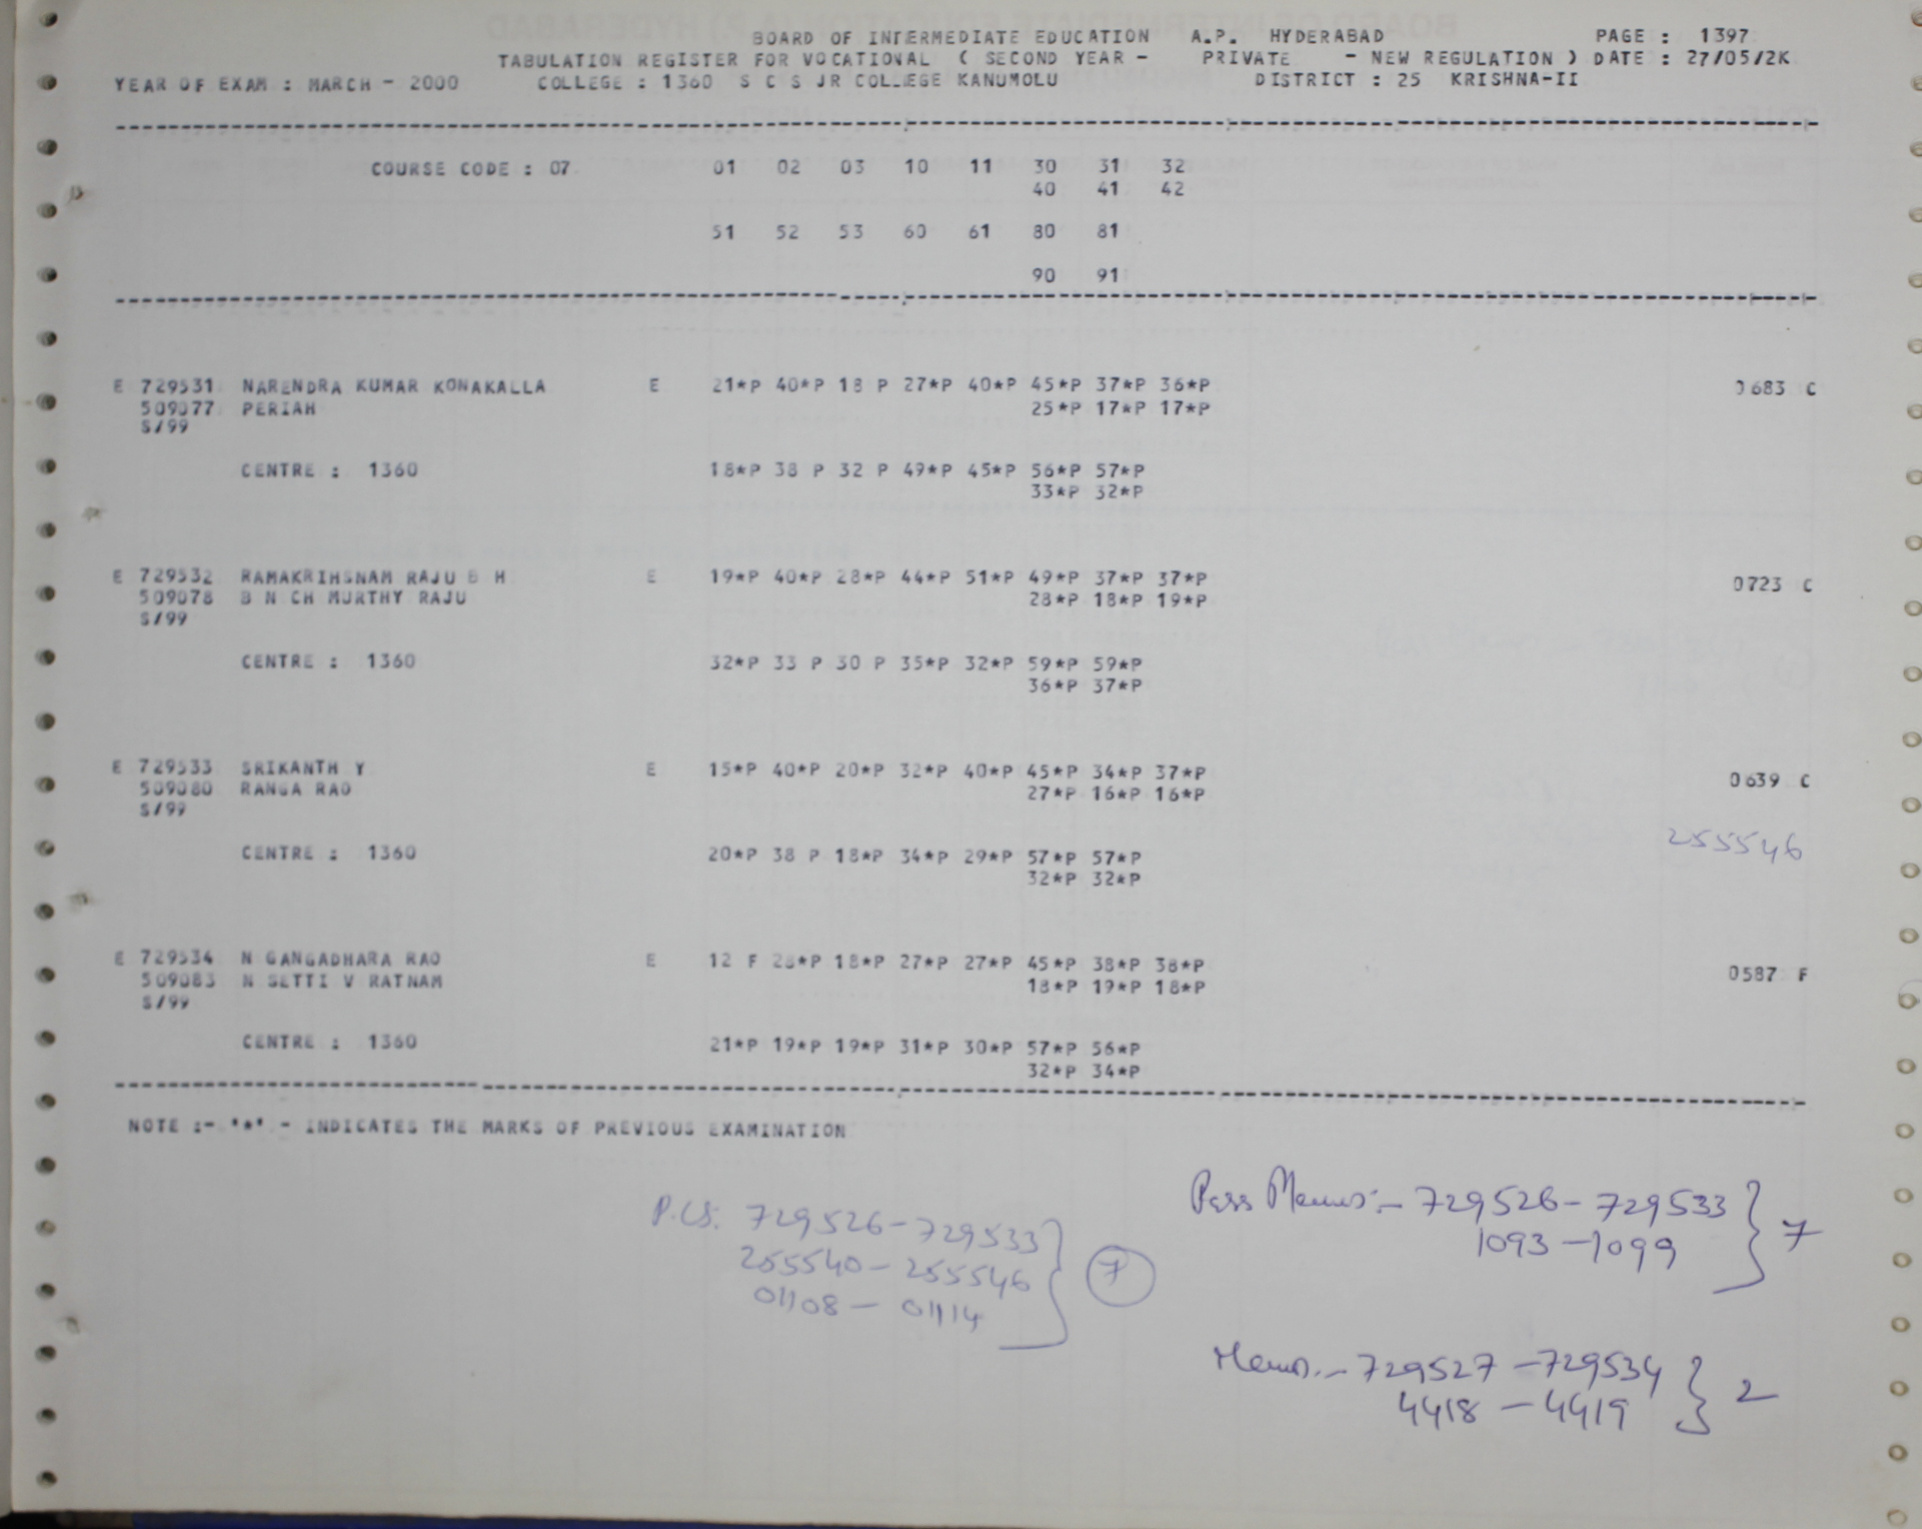 BOARD OF INTERMEDIATE EDUCATION A.P. HYDERABAD PAGE : 1397
TABULATION REGISTER FOR VOCATIONAL ( SECOND YEAR - PRIVATE - NEW REGULATION ) DATE : 27/05/2K
YEAR OF EXAM : MARCH - 2000 COLLEGE : 1360 S C S JR COLLEGE KANUMOLU DISTRICT : 25 KRISHNA-II
COURSE CODE : 07 01 02 03 10 11 30 31 32
40 41 42
51 52 53 60 61 80 81
90 91
E 729531 NARENDRA KUMAR KONAKALLA E 21*P 40*P 18 P 27*P 40*P 45*P 37*P 36*P 0683 C
509077 PERIAH 25*P 17*P 17*P
S/99
CENTRE : 1360 18*P 38 P 32 P 49*P 45*P 56*P 57*P
33*P 32*P
E 729532 RAMAKRIHSNAM RAJU B H E 19*P 40*P 28*P 44*P 51*P 49*P 37*P 37*P 0723 C
509078 B N CH MURTHY RAJU 28*P 18*P 19*P
S/99
CENTRE : 1360 32*P 33 P 30 P 35*P 32*P 59*P 59*P
36*P 37*P
E 729533 SRIKANTH Y E 15*P 40*P 20*P 32*P 40*P 45*P 34*P 37*P 0639 C
509080 RANGA RAO 27*P 16*P 16*P
S/99
255546
CENTRE : 1360 20*P 38 P 18*P 34*P 29*P 57*P 57*P
32*P 32*P
E 729534 N GANGADHARA RAO E 12 F 28*P 18*P 27*P 27*P 45*P 38*P 38*P 0587 F
509083 N SETTI V RATNAM 18*P 19*P 18*P
S/99
CENTRE : 1360 21*P 19*P 19*P 31*P 30*P 57*P 56*P
32*P 34*P
NOTE :- '*' - INDICATES THE MARKS OF PREVIOUS EXAMINATION
Pass Memos:- 729526 - 729533 } 7
1093 - 1099
P.CS. 729526 - 729533 } 7
255540 - 255546
01108 - 01114
Memos.- 729527 - 729534 } 2
4418 - 4419